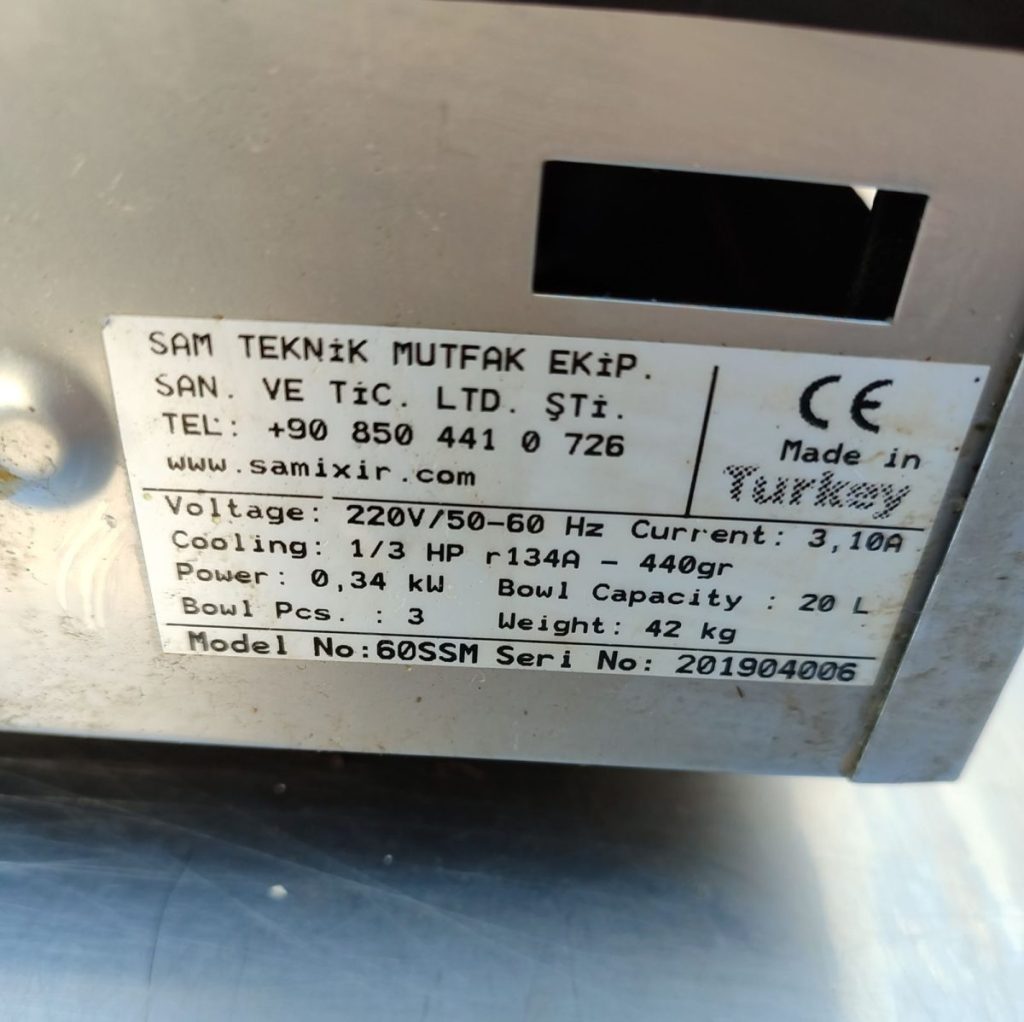 SAM TEKNİK MUTFAK EKİP.
SAN. VE TİC. LTD. ŞTİ.
TEL: +90 850 441 0 726
www.samixir.com
CE
Made in
Turkey
Voltage: 220V/50-60 Hz Current: 3,10A
Cooling: 1/3 HP r134A - 440gr
Power: 0,34 kW Bowl Capacity : 20 L
Bowl Pcs. : 3 Weight: 42 kg
Model No:60SSM Seri No: 201904006